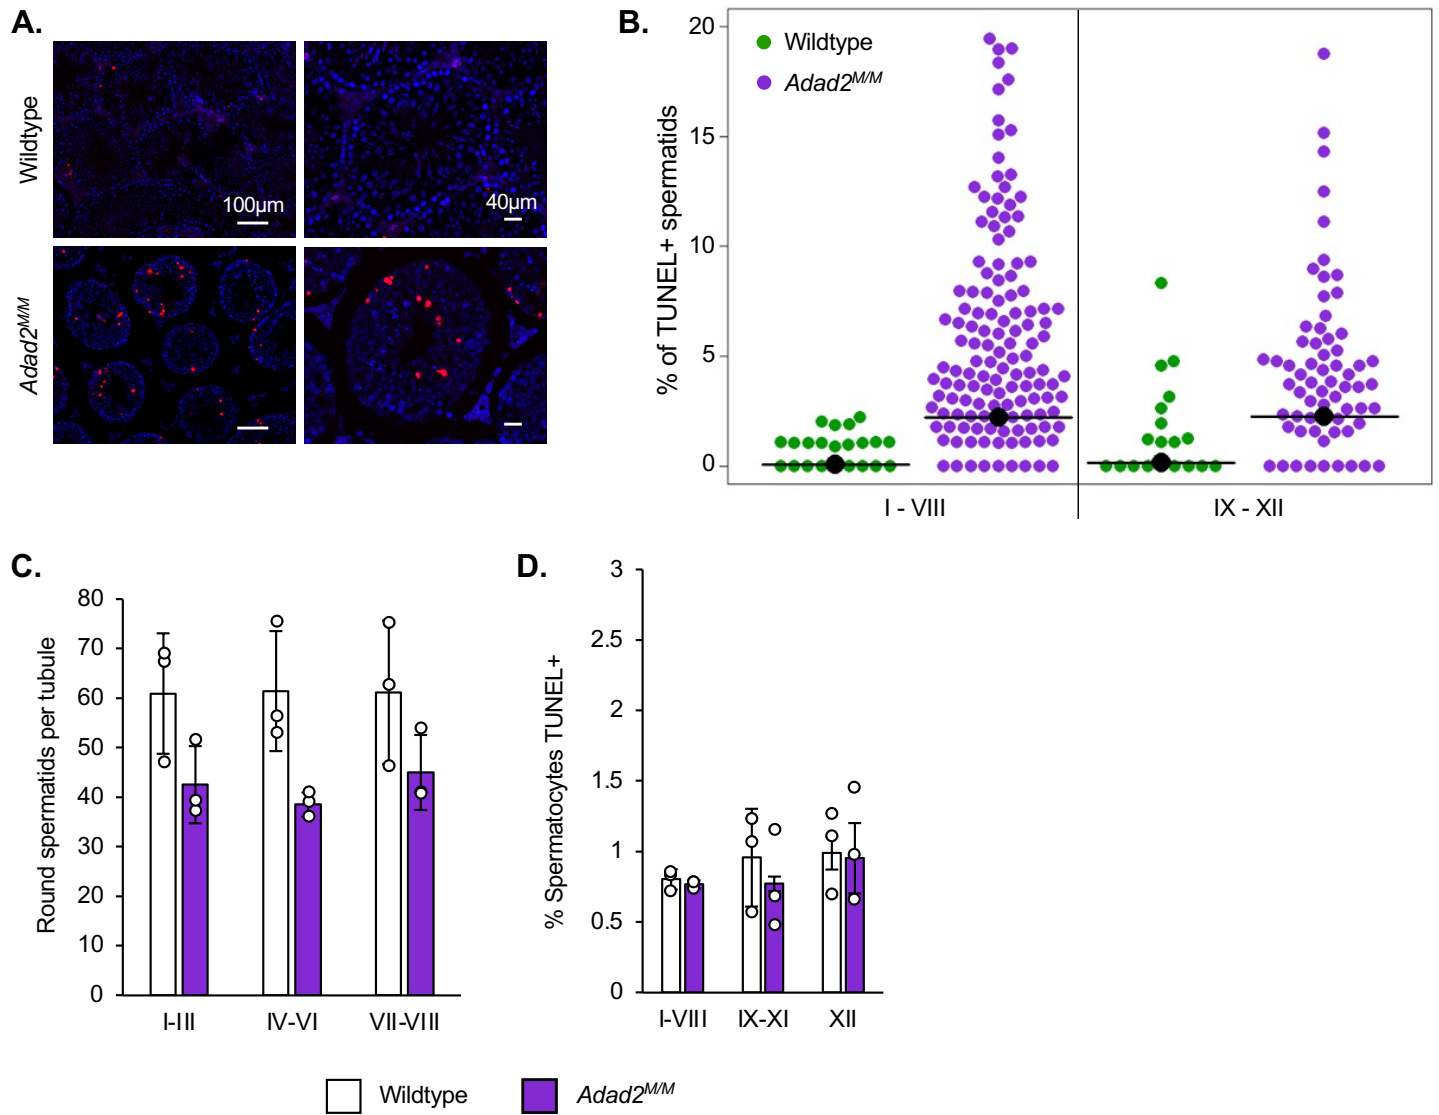 A.
Wildtype
100µm
40µm
Adad2M/M
B.
% of TUNEL+ spermatids
20
15
10
5
0
Wildtype
Adad2M/M
I - VIII
IX - XII
C.
Round spermatids per tubule
80
70
60
50
40
30
20
10
0
I-III
IV-VI
VII-VIII
D.
% Spermatocytes TUNEL+
3
2.5
2
1.5
1
0.5
0
I-VIII
IX-XI
XII
Wildtype
Adad2M/M